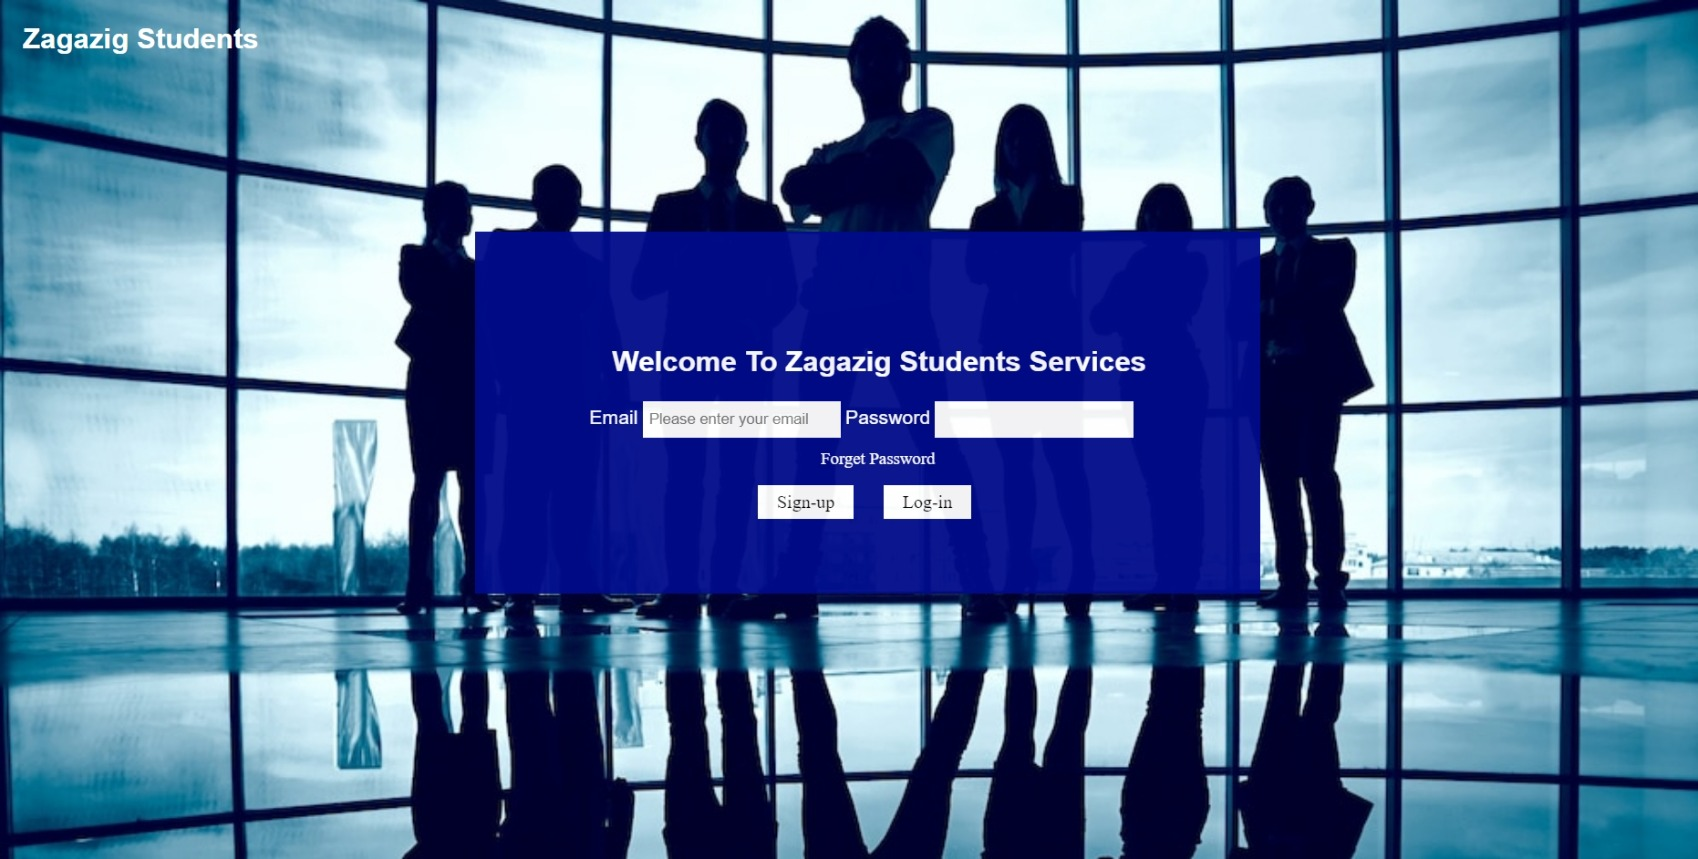 Zagazig Students
Welcome To Zagazig Students Services
Email Please enter your email Password
Forget Password
Sign-up Log-in